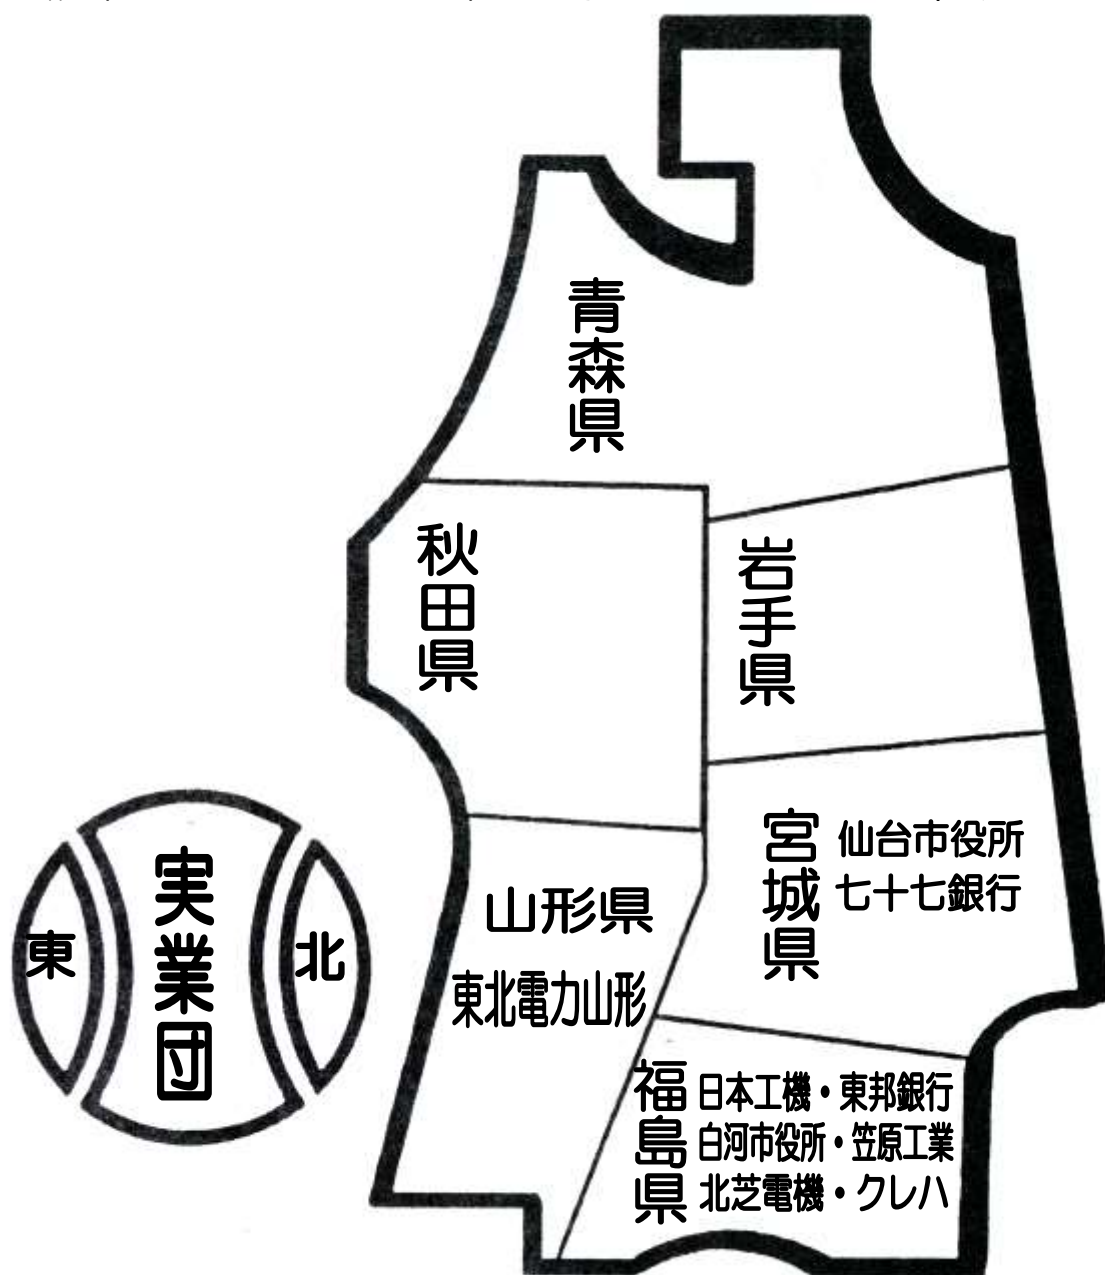 青森県
秋田県
岩手県
宮城県
仙台市役所
七十七銀行
山形県
東北電力山形
福島県
日本工機・東邦銀行
白河市役所・笠原工業
北芝電機・クレハ
東
実業団
北